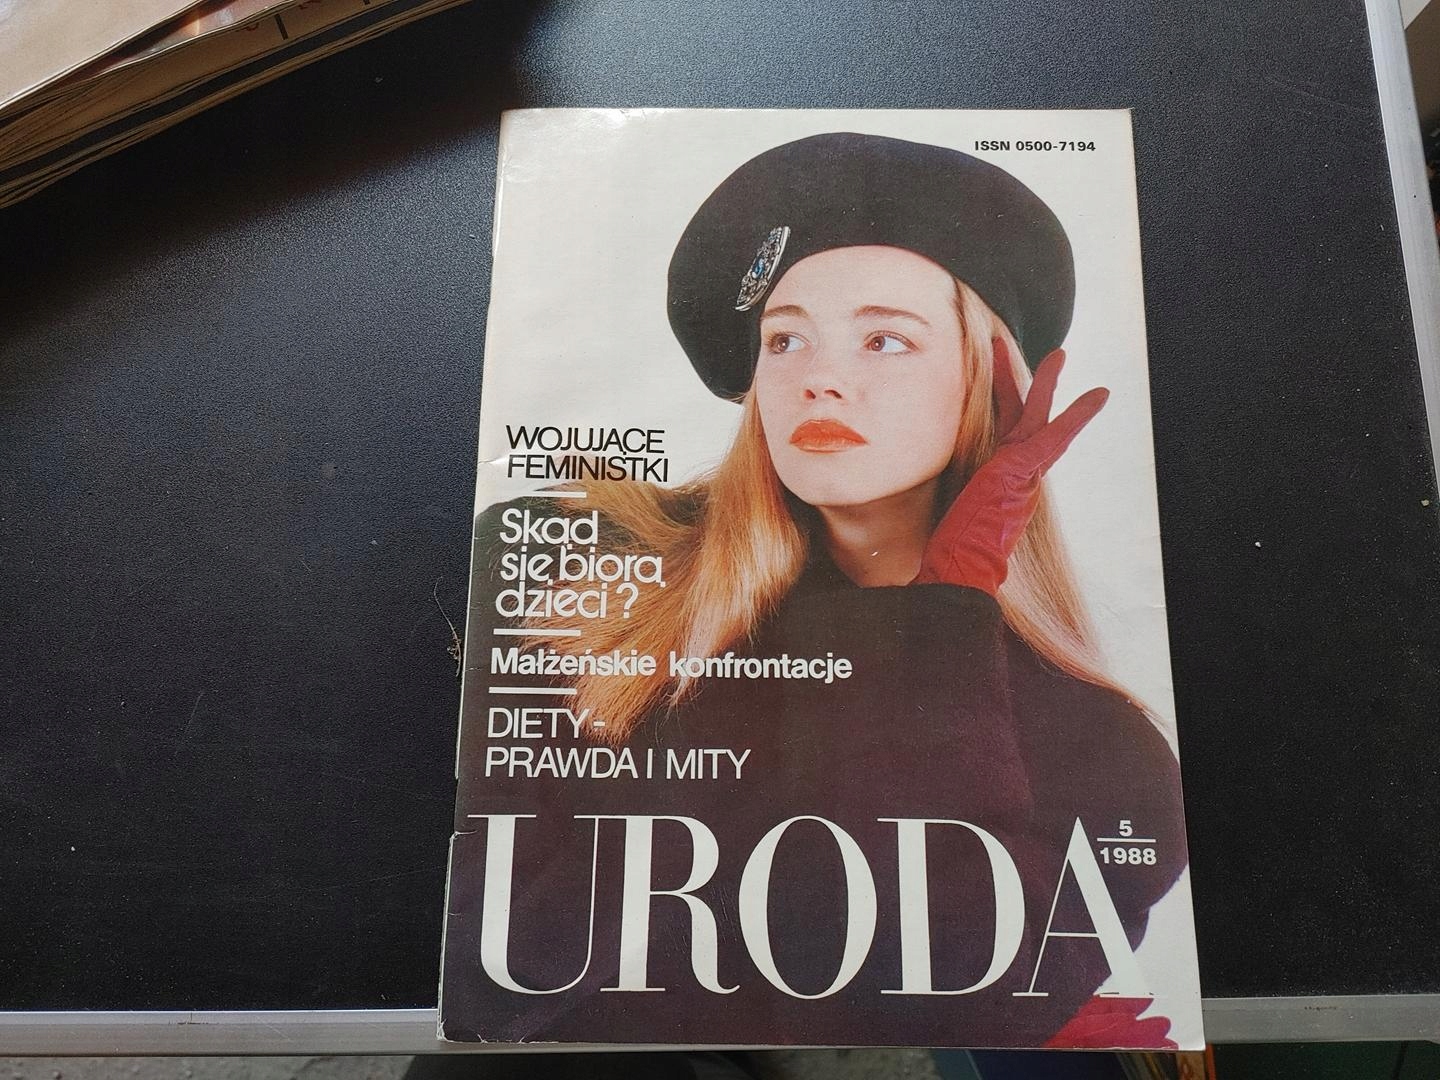 ISSN 0500-7194
WOJUJĄCE
FEMINISTKI
Skąd
się biorą
dzieci ?
Małżeńskie konfrontacje
DIETY-
PRAWDA I MITY
URODA
5
1988